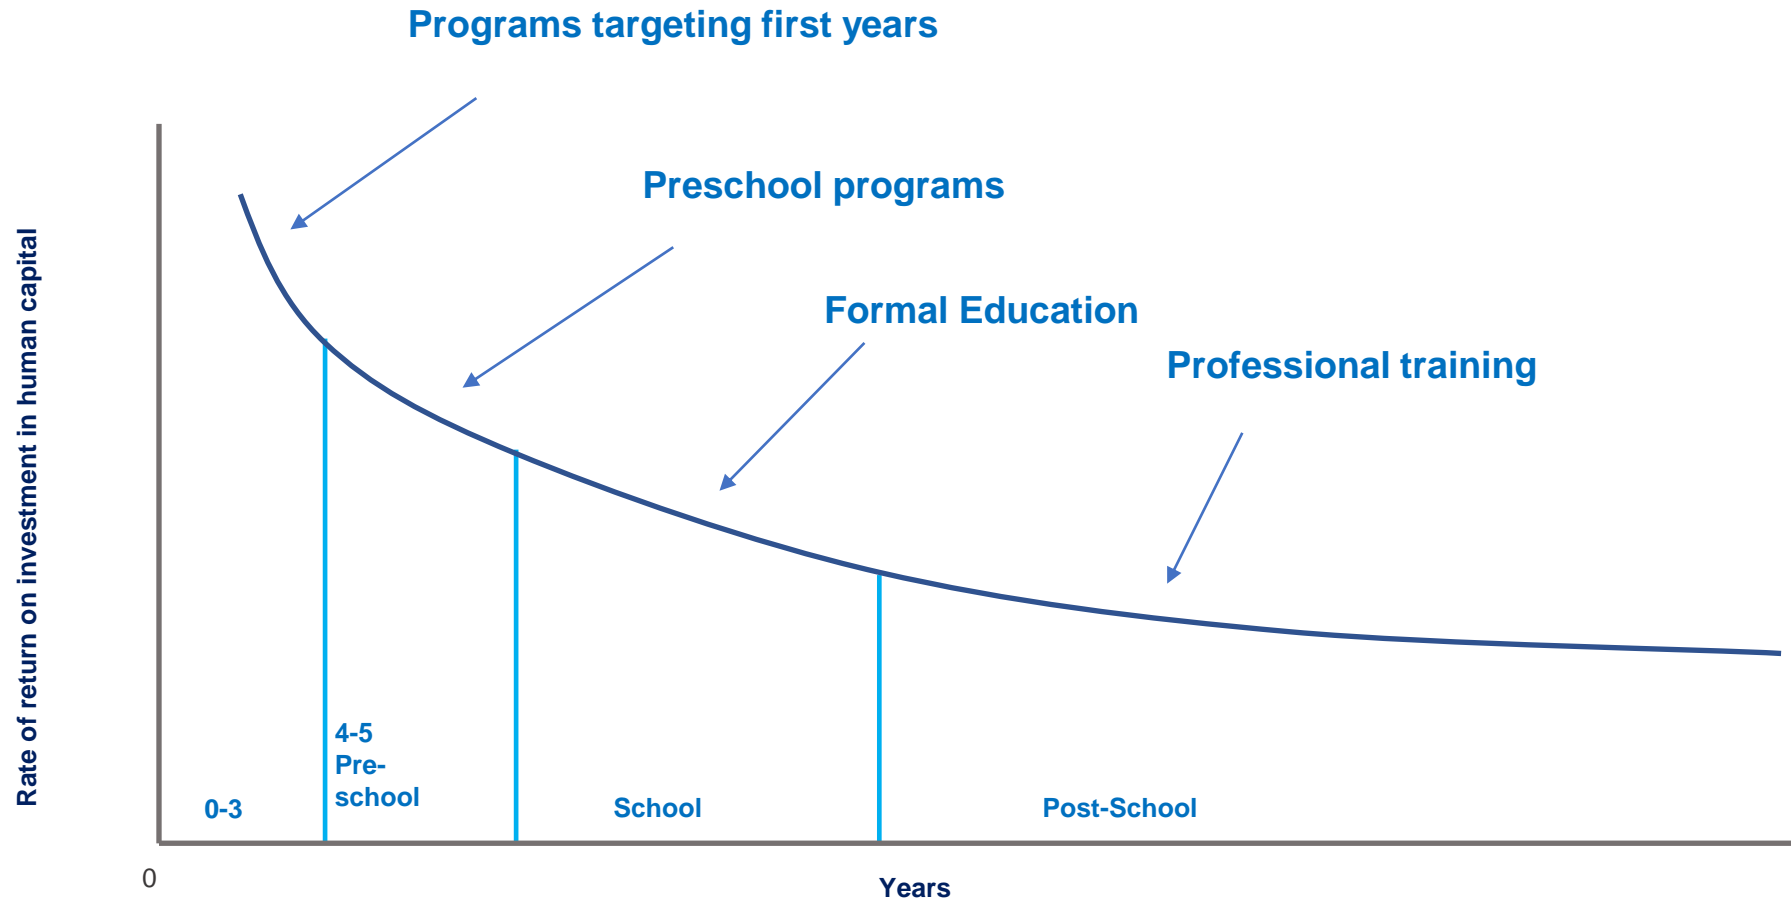 Programs targeting first years
Preschool programs
Formal Education
Professional training
Rate of return on investment in human capital
4-5
Pre-
school
0-3
School
Post-School
0
Years